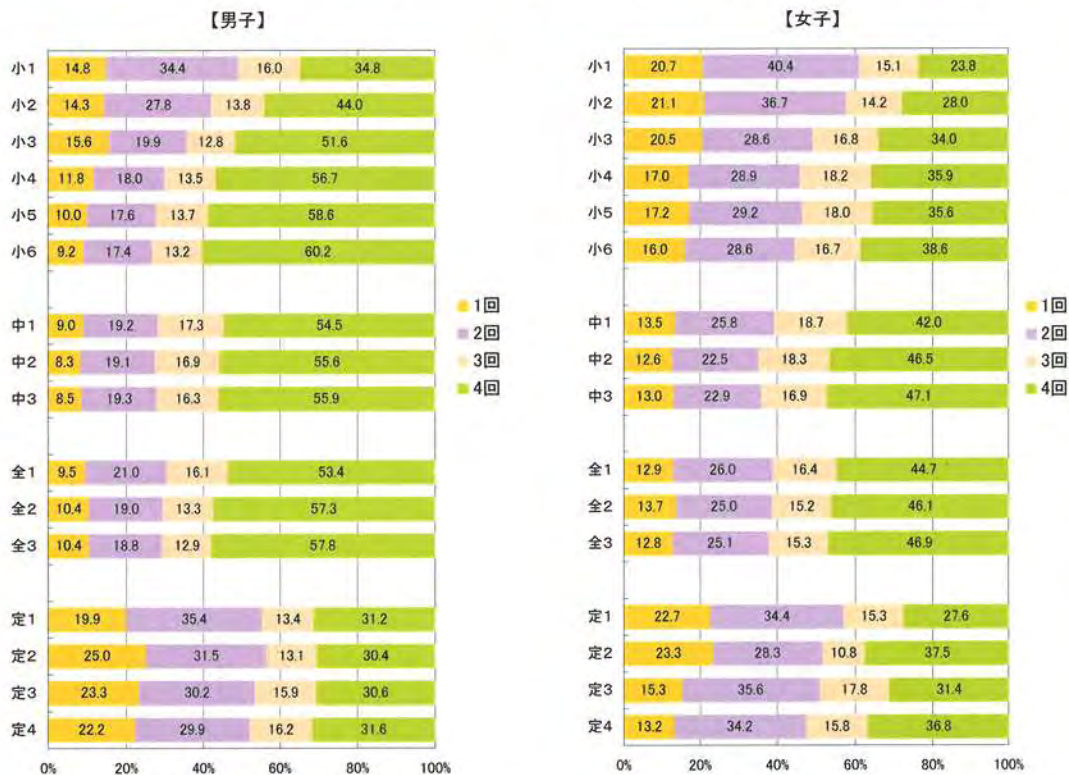 【男子】
小1 14.8 34.4 16.0 34.8
小2 14.3 27.8 13.8 44.0
小3 15.6 19.9 12.8 51.6
小4 11.8 18.0 13.5 56.7
小5 10.0 17.6 13.7 58.6
小6 9.2 17.4 13.2 60.2
中1 9.0 19.2 17.3 54.5
中2 8.3 19.1 16.9 55.6
中3 8.5 19.3 16.3 55.9
全1 9.5 21.0 16.1 53.4
全2 10.4 19.0 13.3 57.3
全3 10.4 18.8 12.9 57.8
定1 19.9 35.4 13.4 31.2
定2 25.0 31.5 13.1 30.4
定3 23.3 30.2 15.9 30.6
定4 22.2 29.9 16.2 31.6
0% 20% 40% 60% 80% 100%
1回
2回
3回
4回
【女子】
小1 20.7 40.4 15.1 23.8
小2 21.1 36.7 14.2 28.0
小3 20.5 28.6 16.8 34.0
小4 17.0 28.9 18.2 35.9
小5 17.2 29.2 18.0 35.6
小6 16.0 28.6 16.7 38.6
中1 13.5 25.8 18.7 42.0
中2 12.6 22.5 18.3 46.5
中3 13.0 22.9 16.9 47.1
全1 12.9 26.0 16.4 44.7
全2 13.7 25.0 15.2 46.1
全3 12.8 25.1 15.3 46.9
定1 22.7 34.4 15.3 27.6
定2 23.3 28.3 10.8 37.5
定3 15.3 35.6 17.8 31.4
定4 13.2 34.2 15.8 36.8
0% 20% 40% 60% 80% 100%
1回
2回
3回
4回